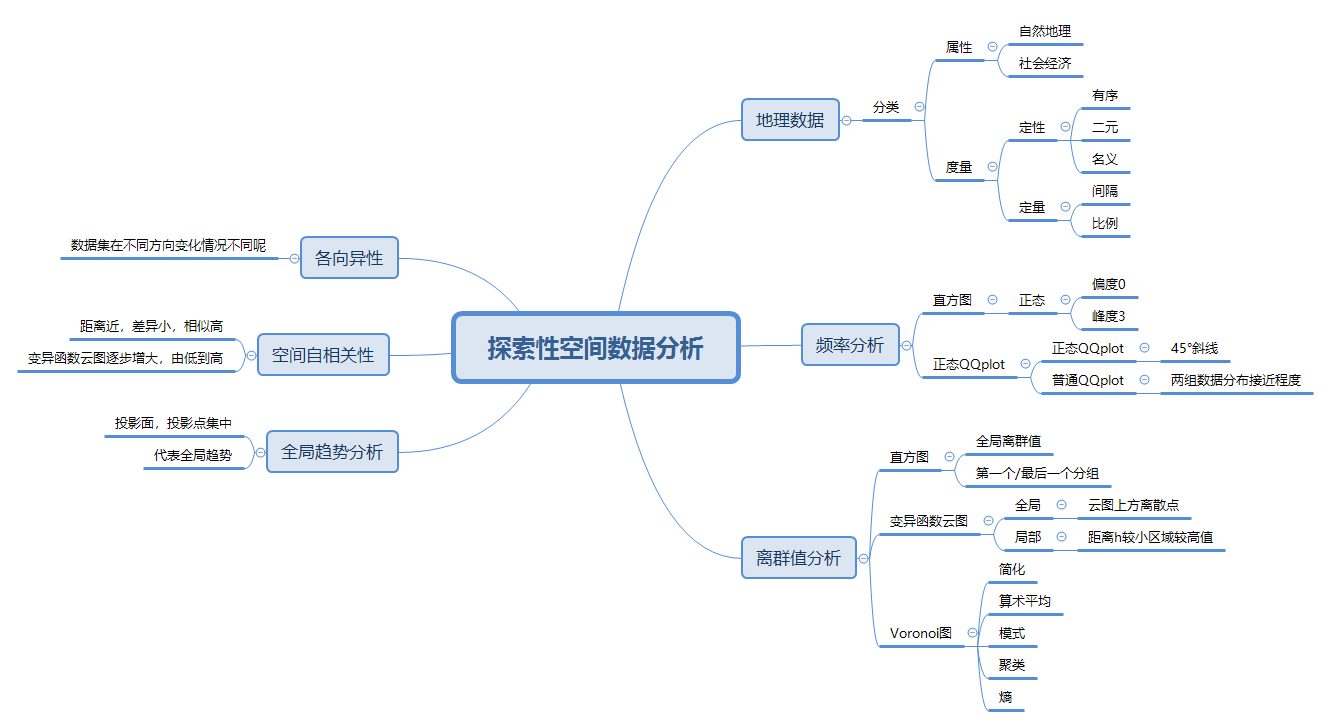 探索性空间数据分析
地理数据
分类
属性
自然地理
社会经济
度量
定性
有序
二元
名义
定量
间隔
比例
频率分析
直方图
正态
偏度0
峰度3
正态QQplot
正态QQplot
45°斜线
普通QQplot
两组数据分布接近程度
离群值分析
直方图
全局离群值
第一个/最后一个分组
变异函数云图
全局
云图上方离散点
局部
距离h较小区域较高值
Voronoi图
简化
算术平均
模式
聚类
熵
各向异性
数据集在不同方向变化情况不同呢
空间自相关性
距离近，差异小，相似高
变异函数云图逐步增大，由低到高
全局趋势分析
投影面，投影点集中
代表全局趋势